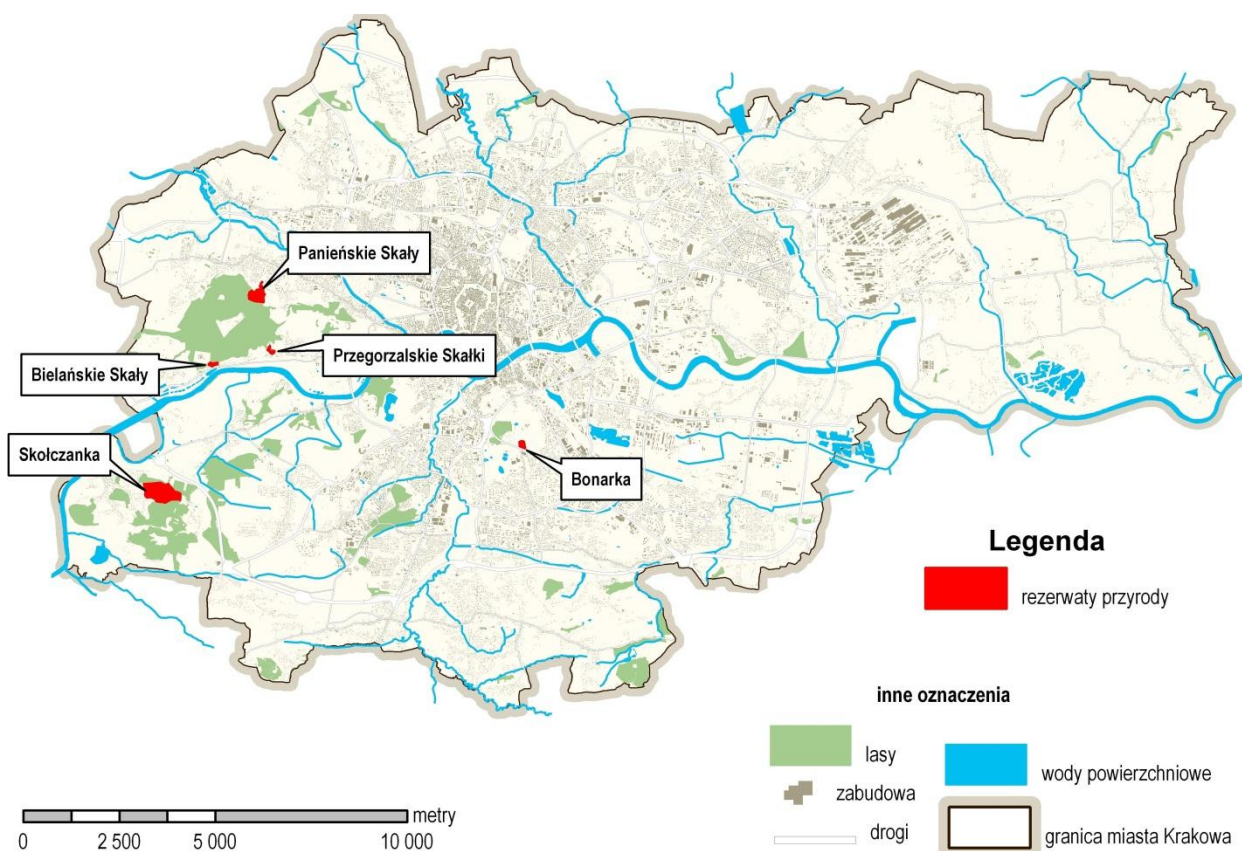 Panieńskie Skały
Przegorzalskie Skałki
Bielańskie Skały
Skołczanka
Bonarka
Legenda
rezerwaty przyrody
inne oznaczenia
lasy
wody powierzchniowe
zabudowa
drogi
granica miasta Krakowa
metry
0 2 500 5 000 10 000